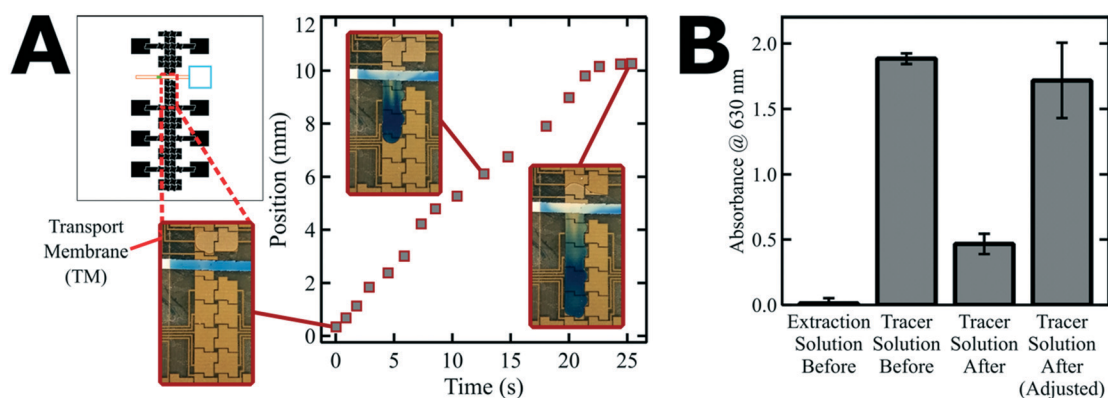 A
Transport
Membrane
(TM)
Position (mm)
12
10
8
6
4
2
0
0
5
10
15
20
25
Time (s)
B
Absorbance @ 630 nm
2.0
1.5
1.0
0.5
0.0
Extraction
Solution
Before
Tracer
Solution
Before
Tracer
Solution
After
Tracer
Solution
After
(Adjusted)